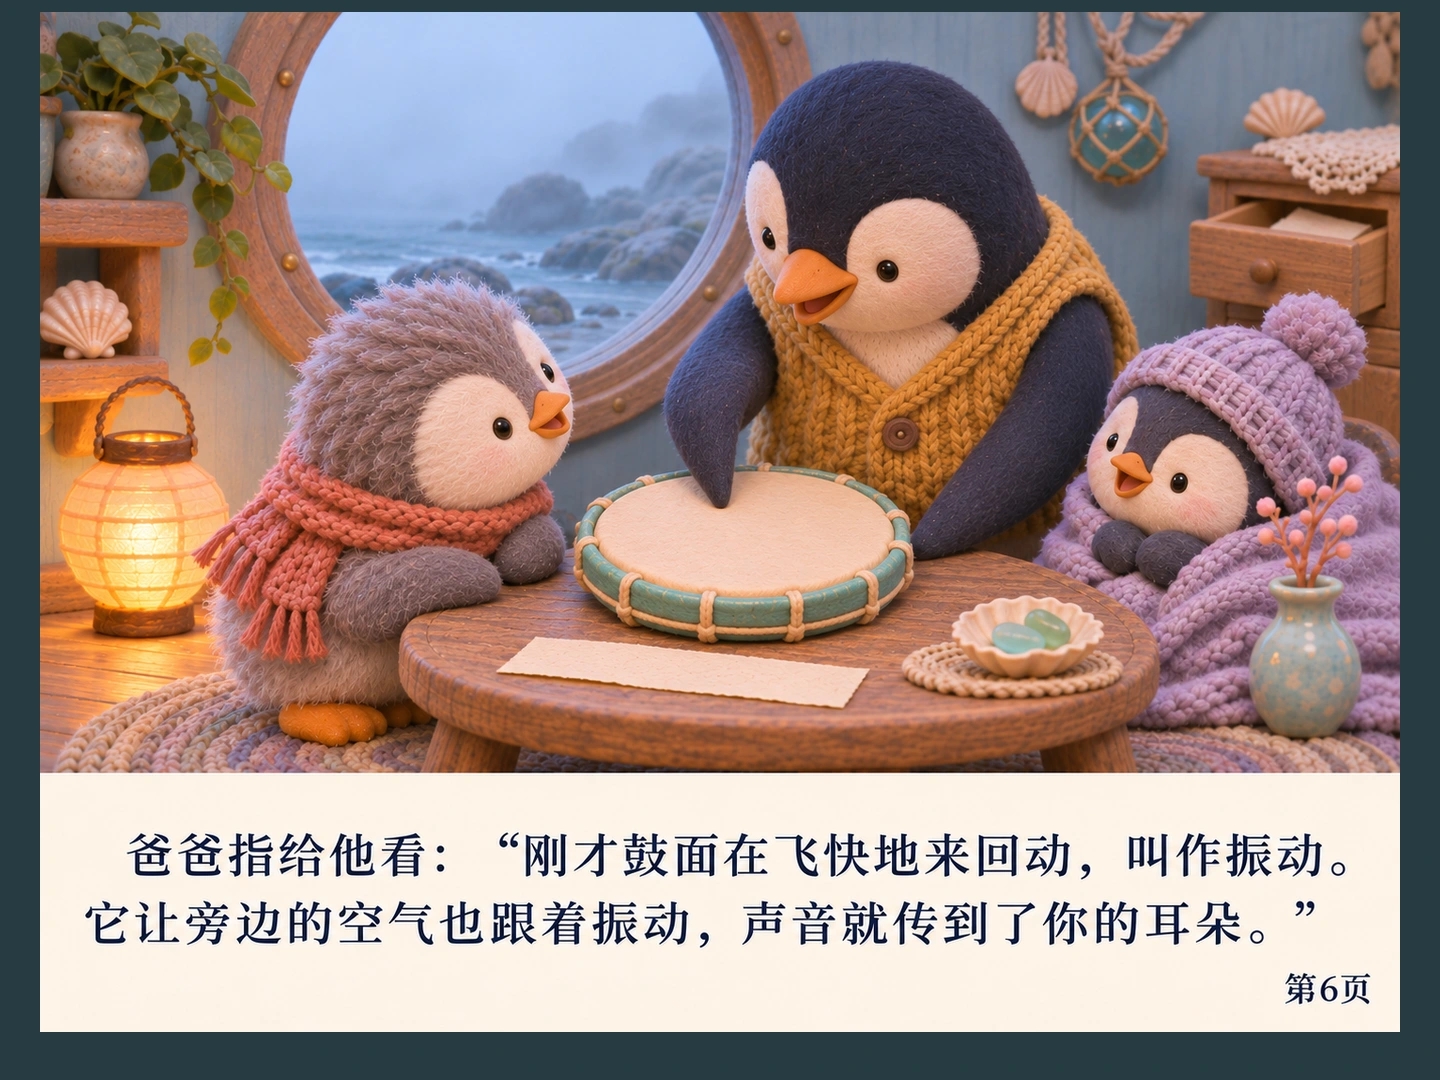 爸爸指给他看：“刚才鼓面在飞快地来回动，叫作振动。
它让旁边的空气也跟着振动，声音就传到了你的耳朵。”
第6页